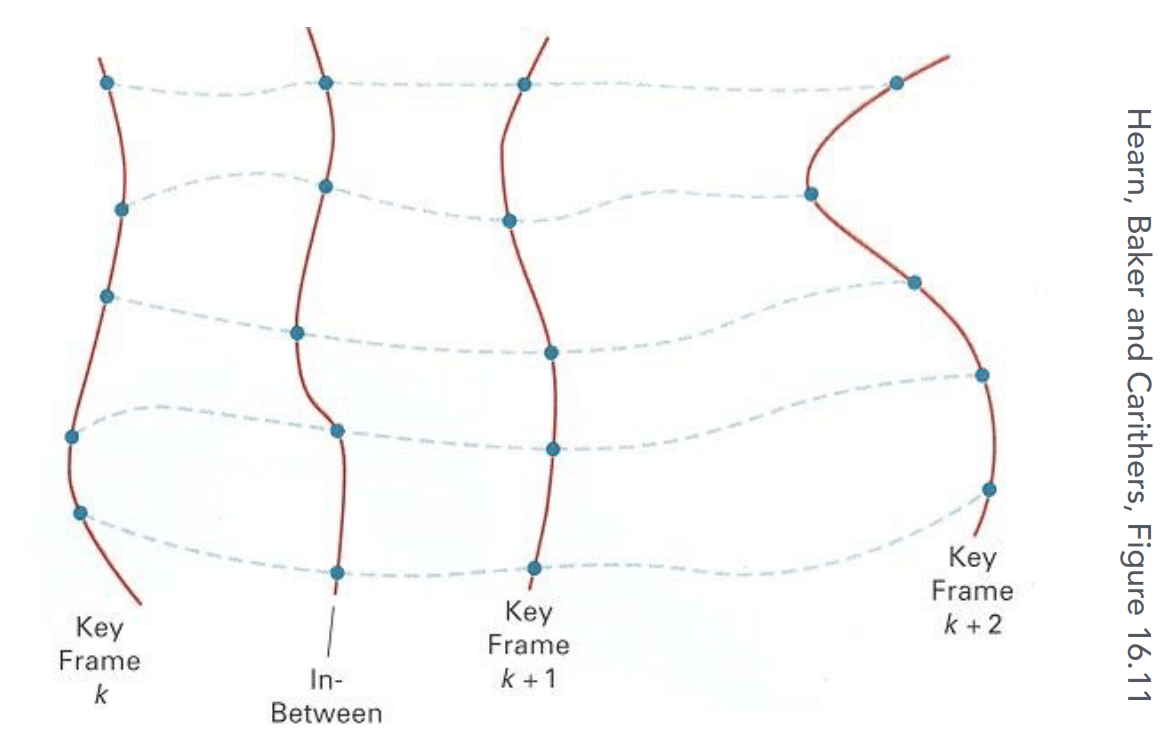 Key
Frame
k
In-
Between
Key
Frame
k + 1
Key
Frame
k + 2
Hearn, Baker and Carithers, Figure 16.11